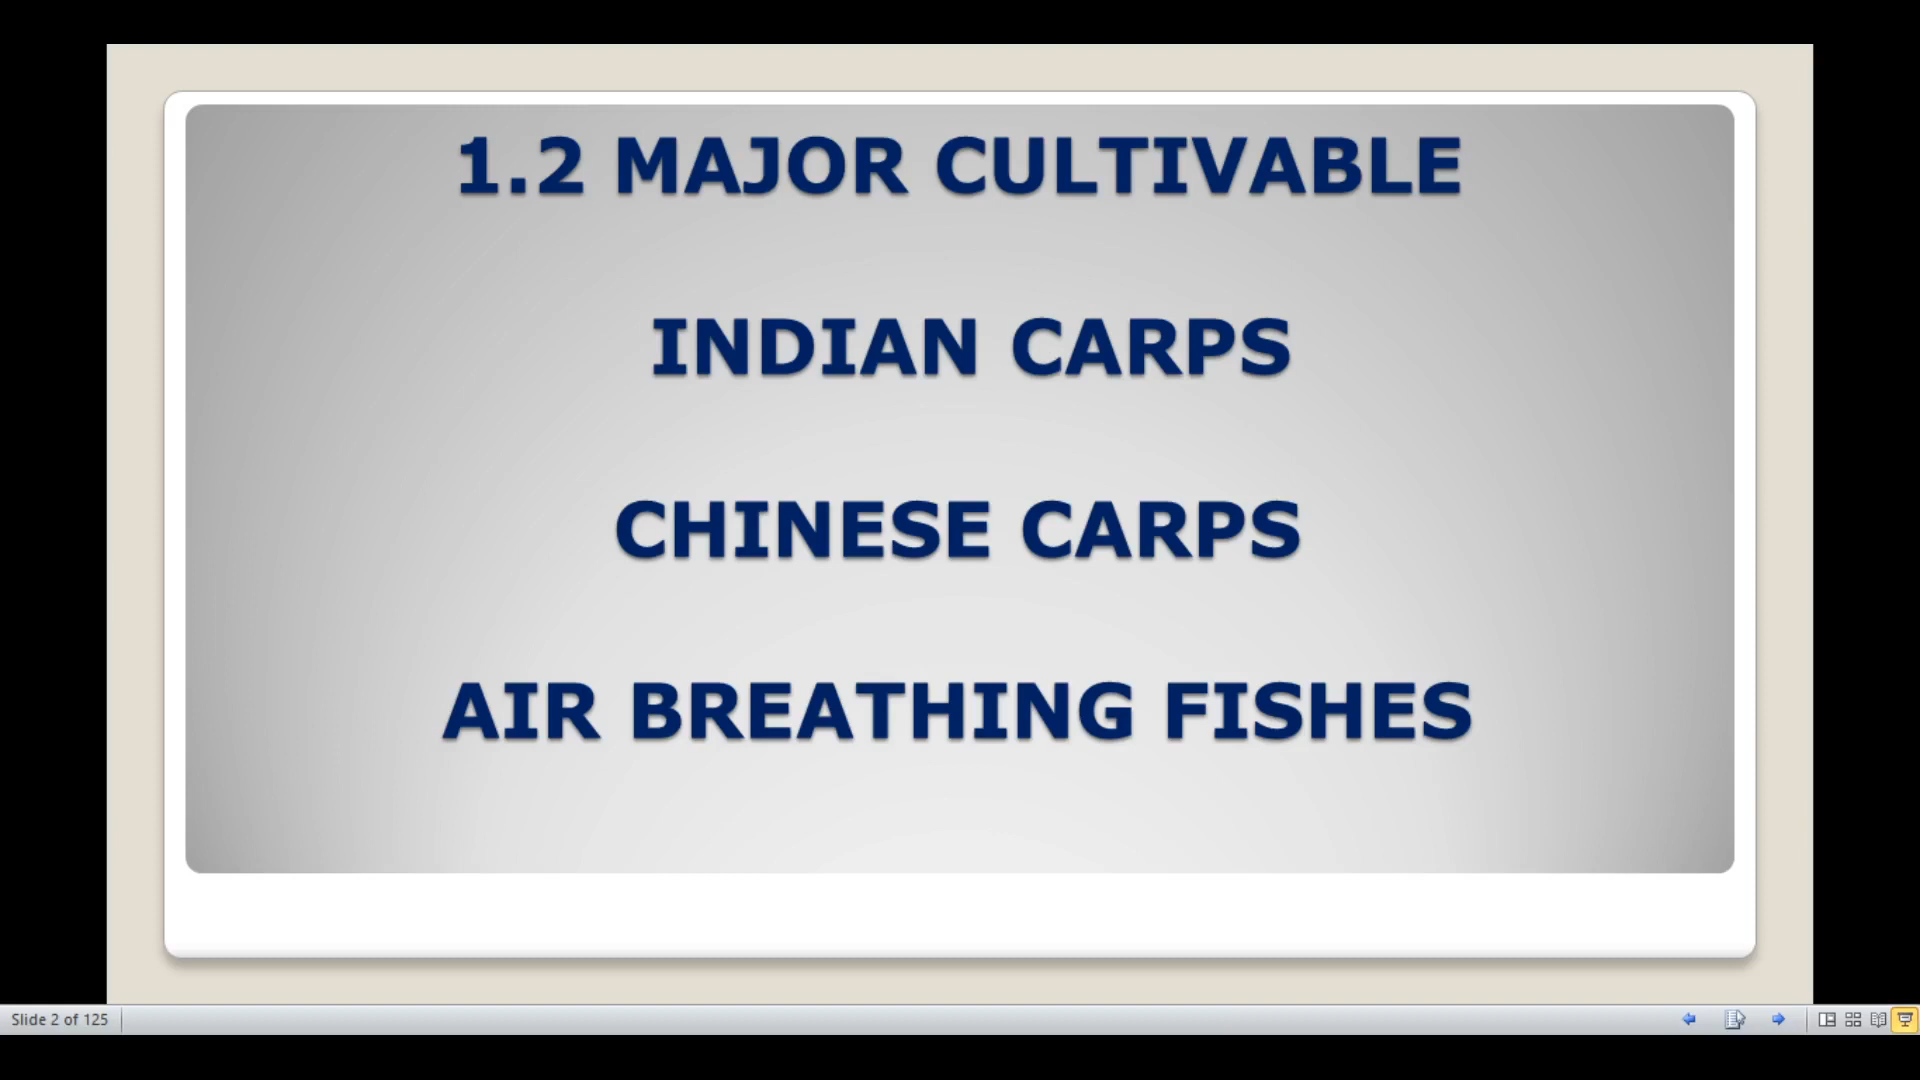 1.2 MAJOR CULTIVABLE
INDIAN CARPS
CHINESE CARPS
AIR BREATHING FISHES
Slide 2 of 125